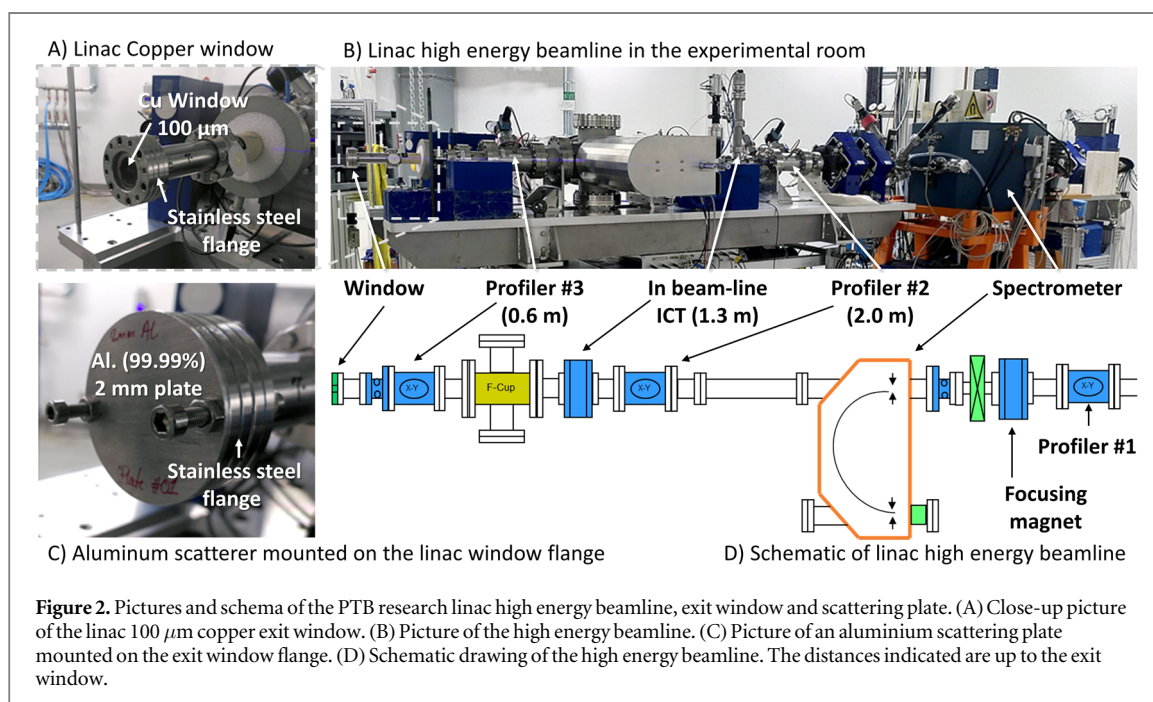 A) Linac Copper window
B) Linac high energy beamline in the experimental room
Cu Window
100 μm
Stainless steel
flange
2mm AL
Al. (99.99%)
2 mm plate
Stainless steel
flange
Window
Profiler #3
(0.6 m)
In beam-line
ICT (1.3 m)
Profiler #2
(2.0 m)
Spectrometer
X-Y
F-Cup
X-Y
X-Y
Profiler #1
Focusing
magnet
C) Aluminum scatterer mounted on the linac window flange
D) Schematic of linac high energy beamline
Figure 2. Pictures and schema of the PTB research linac high energy beamline, exit window and scattering plate. (A) Close-up picture
of the linac 100 μm copper exit window. (B) Picture of the high energy beamline. (C) Picture of an aluminium scattering plate
mounted on the exit window flange. (D) Schematic drawing of the high energy beamline. The distances indicated are up to the exit
window.